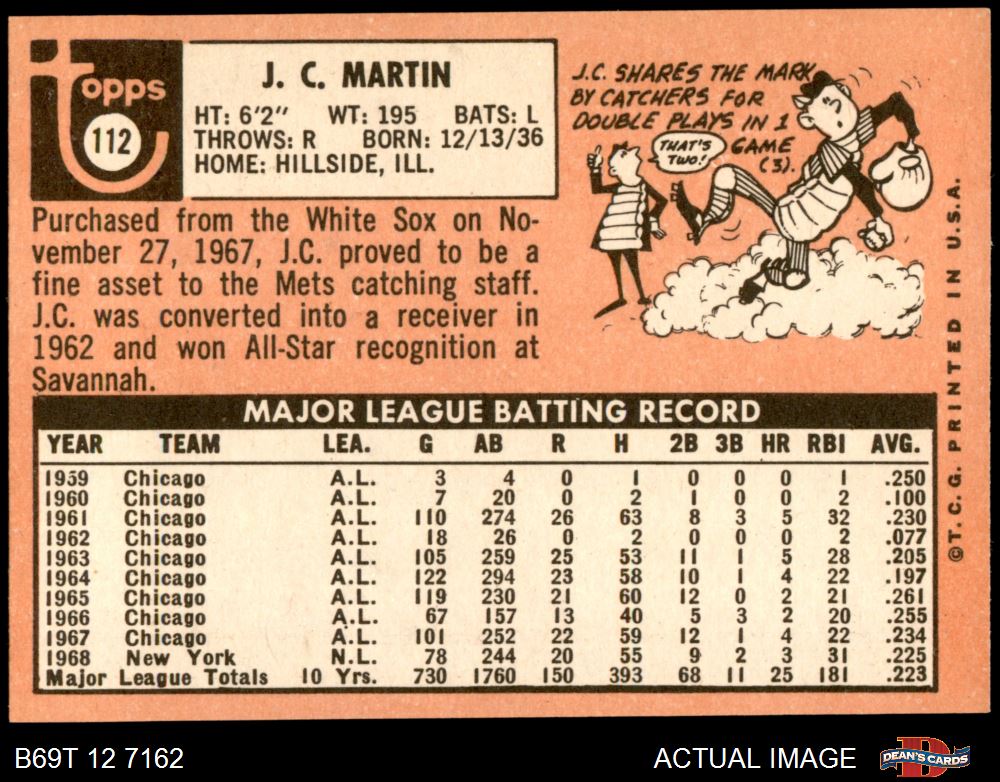 topps
112
J. C. MARTIN
HT: 6'2" WT: 195 BATS: L
THROWS: R BORN: 12/13/36
HOME: HILLSIDE, ILL.
Purchased from the White Sox on No-
vember 27, 1967, J.C. proved to be a
fine asset to the Mets catching staff.
J.C. was converted into a receiver in
1962 and won All-Star recognition at
Savannah.
J.C. SHARES THE MARK
BY CATCHERS FOR
DOUBLE PLAYS IN 1
GAME
(3).
THAT'S
TWO!
MAJOR LEAGUE BATTING RECORD
YEAR TEAM LEA. G AB R H 2B 3B HR RBI AVG.
1959 Chicago A.L. 3 4 0 1 0 0 0 1 .250
1960 Chicago A.L. 7 20 0 2 1 0 0 2 .100
1961 Chicago A.L. 110 274 26 63 8 3 5 32 .230
1962 Chicago A.L. 18 26 0 2 0 0 0 2 .077
1963 Chicago A.L. 105 259 25 53 11 1 5 28 .205
1964 Chicago A.L. 122 294 23 58 10 1 4 22 .197
1965 Chicago A.L. 119 230 21 60 12 0 2 21 .261
1966 Chicago A.L. 67 157 13 40 5 3 2 20 .255
1967 Chicago A.L. 101 252 22 59 12 1 4 22 .234
1968 New York N.L. 78 244 20 55 9 2 3 31 .225
Major League Totals 10 Yrs. 730 1760 150 393 68 11 25 181 .223
©T. C. G. PRINTED IN U.S.A.
B69T 12 7162
ACTUAL IMAGE
D
DEAN'S CARDS